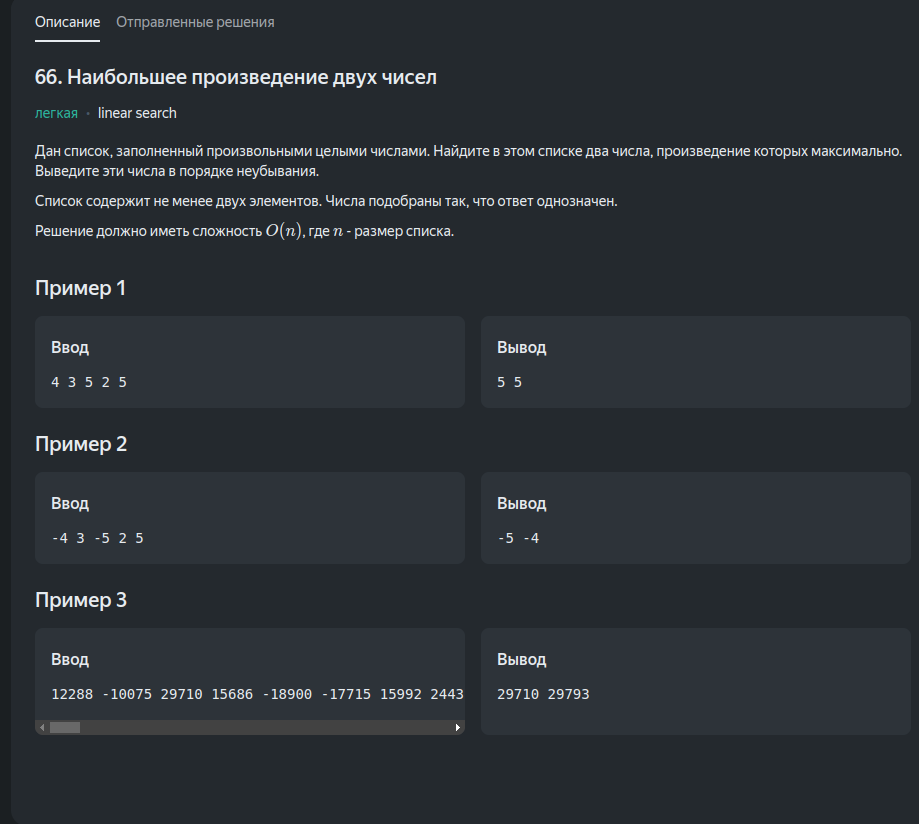 Описание Отправленные решения
66. Наибольшее произведение двух чисел
легкая · linear search
Дан список, заполненный произвольными целыми числами. Найдите в этом списке два числа, произведение которых максимально.
Выведите эти числа в порядке неубывания.
Список содержит не менее двух элементов. Числа подобраны так, что ответ однозначен.
Решение должно иметь сложность O(n), где n - размер списка.
Пример 1
Ввод
4 3 5 2 5
Вывод
5 5
Пример 2
Ввод
-4 3 -5 2 5
Вывод
-5 -4
Пример 3
Ввод
12288 -10075 29710 15686 -18900 -17715 15992 2443
Вывод
29710 29793